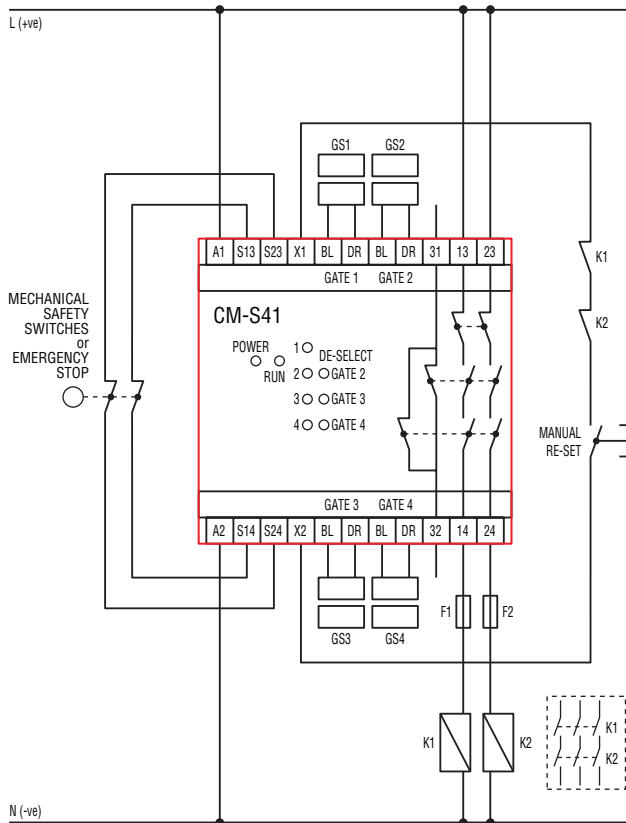 L (+ve)
GS1 GS2
A1 S13 S23 X1 BL DR BL DR 31 13 23
GATE 1 GATE 2
K1
K2
MECHANICAL
SAFETY
SWITCHES
or
EMERGENCY
STOP
CM-S41
POWER
RUN
1
DE-SELECT
2 GATE 2
3 GATE 3
4 GATE 4
MANUAL
RE-SET
GATE 3 GATE 4
A2 S14 S24 X2 BL DR BL DR 32 14 24
F1 F2
GS3 GS4
K1 K2
K1
K2
N (-ve)